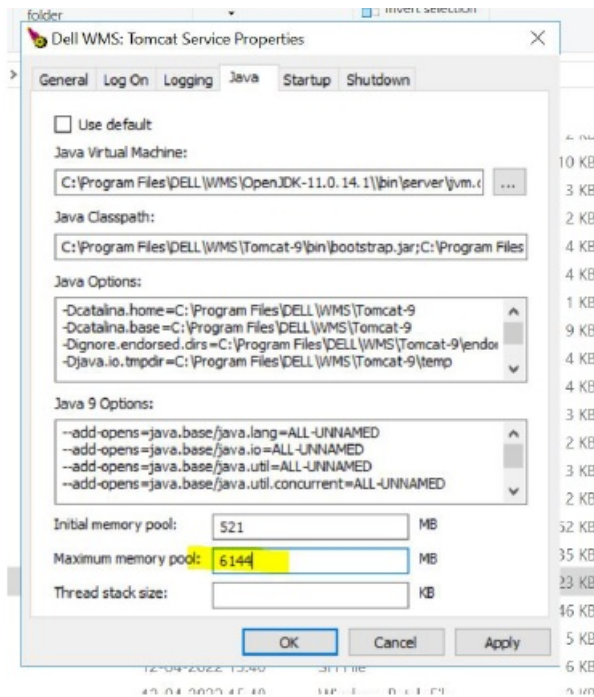 folder
Invert selection
Dell WMS: Tomcat Service Properties
General Log On Logging Java Startup Shutdown
Use default
Java Virtual Machine:
C:\Program Files\DELL\WMS\OpenJDK-11.0.14.1\\bin\server\jvm.
...
Java Classpath:
C:\Program Files\DELL\WMS\Tomcat-9\bin\bootstrap.jar;C:\Program Files
Java Options:
-Dcatalina.home=C:\Program Files\DELL\WMS\Tomcat-9
-Dcatalina.base=C:\Program Files\DELL\WMS\Tomcat-9
-Dignore.endorsed.dirs=C:\Program Files\DELL\WMS\Tomcat-9\endor
-Djava.io.tmpdir=C:\Program Files\DELL\WMS\Tomcat-9\temp
Java 9 Options:
--add-opens=java.base/java.lang=ALL-UNNAMED
--add-opens=java.base/java.io=ALL-UNNAMED
--add-opens=java.base/java.util=ALL-UNNAMED
--add-opens=java.base/java.util.concurrent=ALL-UNNAMED
Initial memory pool: 521 MB
Maximum memory pool: 6144 MB
Thread stack size: KB
OK Cancel Apply
10 KB
3 KB
2 KB
4 KB
4 KB
1 KB
9 KB
4 KB
4 KB
3 KB
2 KB
3 KB
2 KB
52 KB
35 KB
23 KB
46 KB
5 KB
6 KB
12-04-2022 15:40